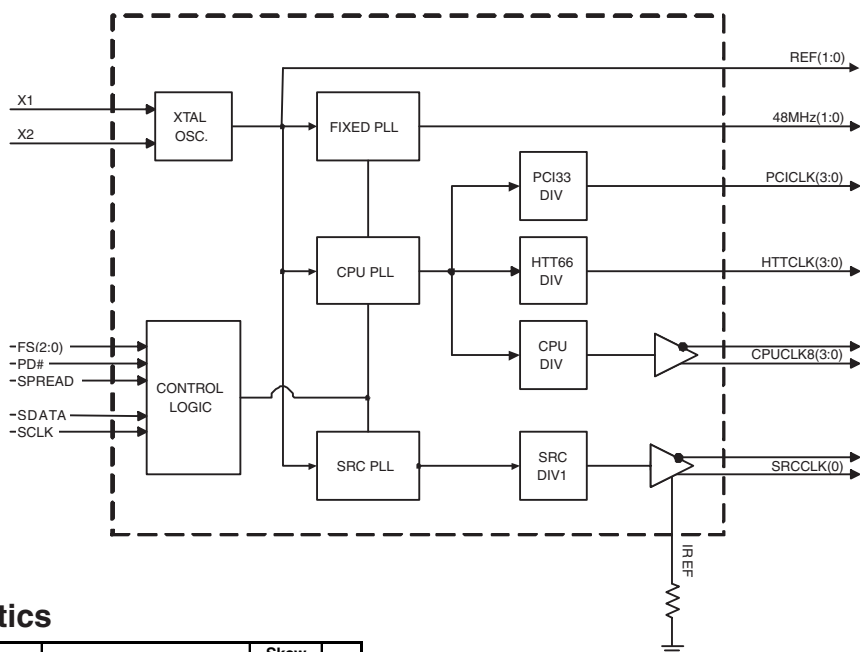 REF(1:0)
X1
XTAL
OSC.
X2
FIXED PLL
48MHz(1:0)
PCI33
DIV
PCICLK(3:0)
CPU PLL
HTT66
DIV
HTTCLK(3:0)
FS(2:0)
PD#
SPREAD
SDATA
SCLK
CONTROL
LOGIC
CPU
DIV
CPUCLK8(3:0)
SRC PLL
SRC
DIV1
SRCCLK(0)
IREF
tics
Skew